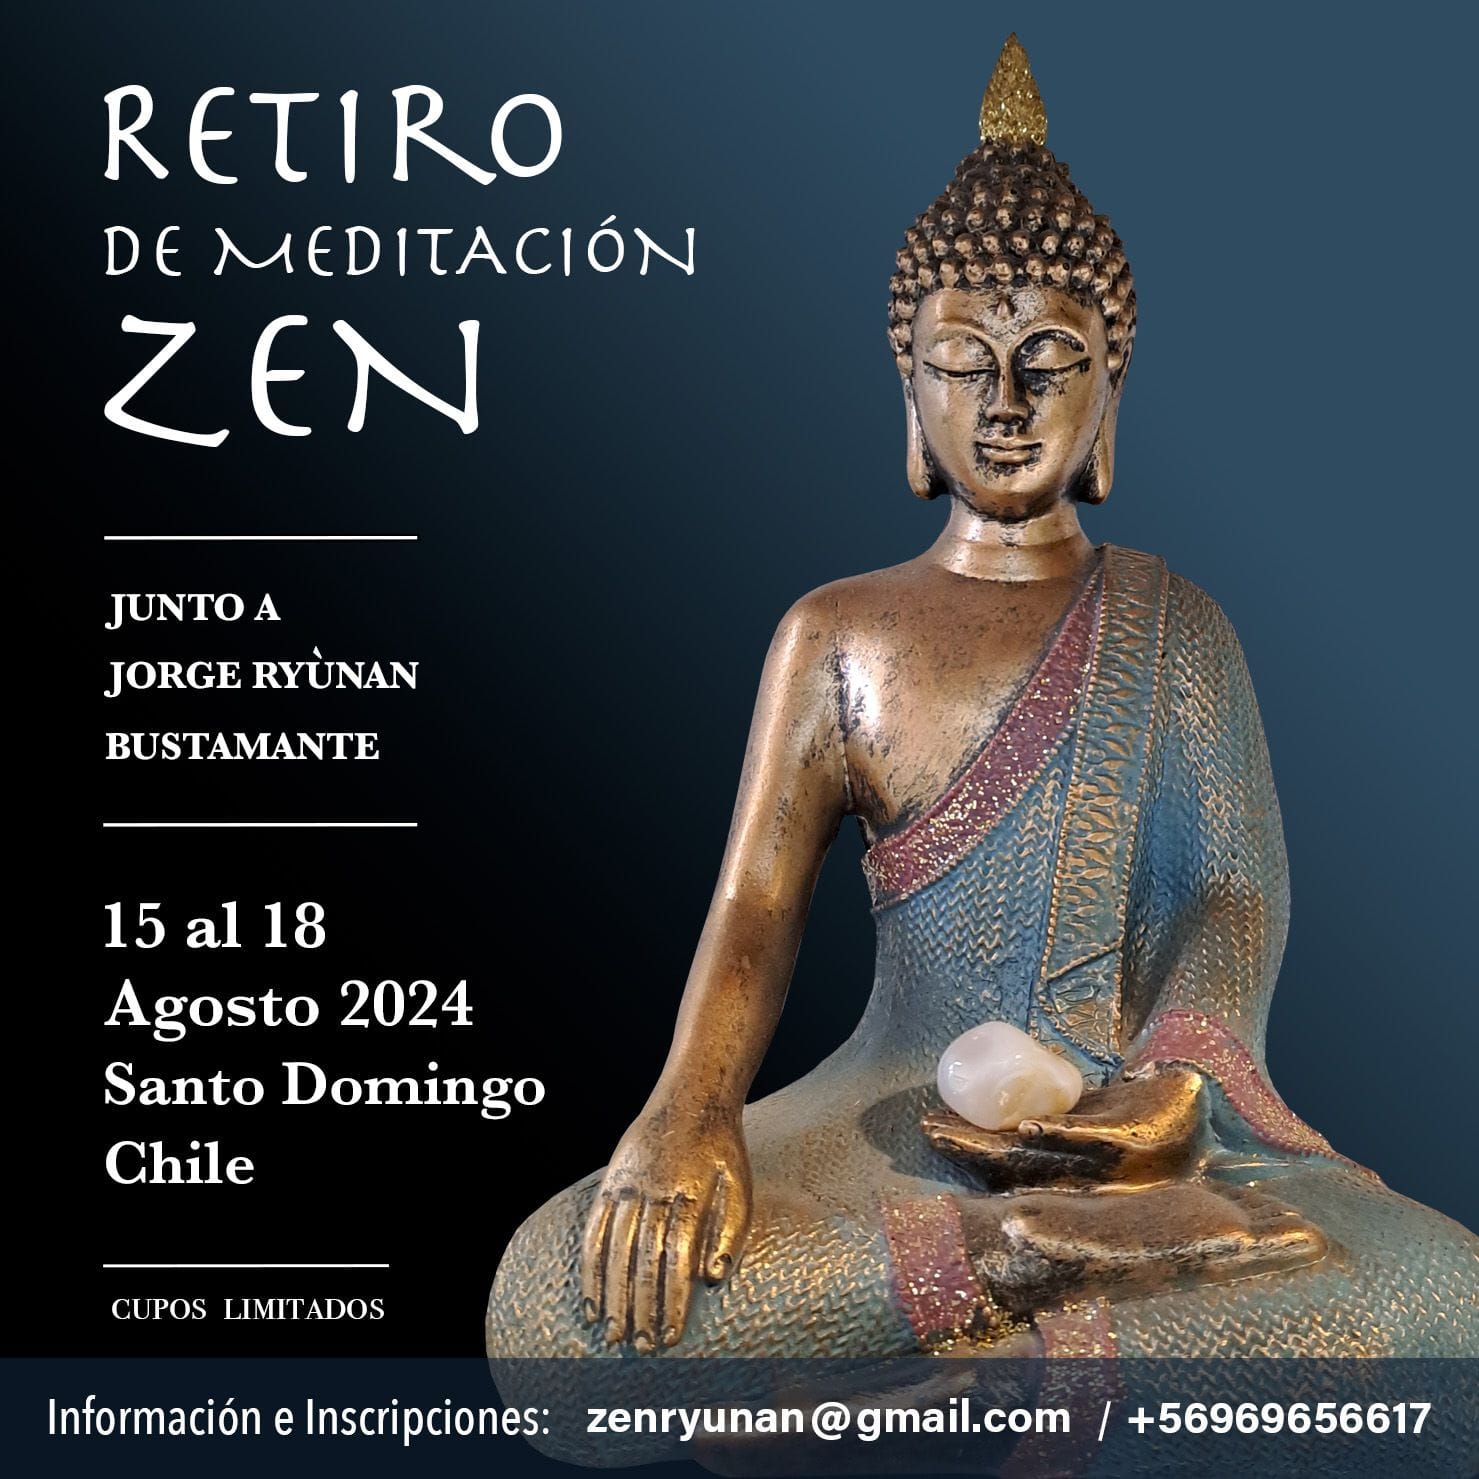 RETIRO
DE MEDITACIÓN
ZEN
JUNTO A
JORGE RYÙNAN
BUSTAMANTE
15 al 18
Agosto 2024
Santo Domingo
Chile
CUPOS LIMITADOS
Información e Inscripciones: zenryunan@gmail.com / +56969656617